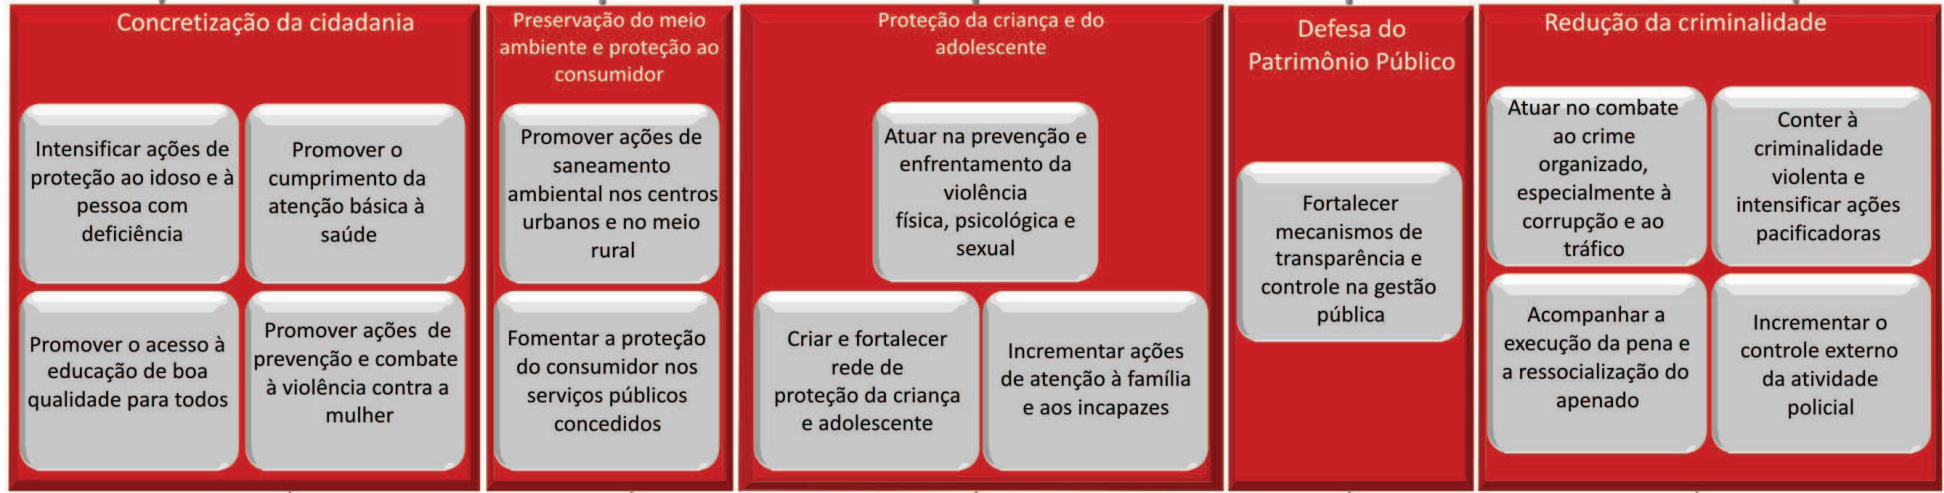 Concretização da cidadania
Intensificar ações de
proteção ao idoso e à
pessoa com
deficiência
Promover o
cumprimento da
atenção básica à
saúde
Promover o acesso à
educação de boa
qualidade para todos
Promover ações de
prevenção e combate
à violência contra a
mulher
Preservação do meio
ambiente e proteção ao
consumidor
Promover ações de
saneamento
ambiental nos centros
urbanos e no meio
rural
Fomentar a proteção
do consumidor nos
serviços públicos
concedidos
Proteção da criança e do
adolescente
Atuar na prevenção e
enfrentamento da
violência
física, psicológica e
sexual
Criar e fortalecer
rede de
proteção da criança
e adolescente
Incrementar ações
de atenção à família
e aos incapazes
Defesa do
Patrimônio Público
Fortalecer
mecanismos de
transparência e
controle na gestão
pública
Redução da criminalidade
Atuar no combate
ao crime
organizado,
especialmente à
corrupção e ao
tráfico
Conter à
criminalidade
violenta e
intensificar ações
pacificadoras
Acompanhar a
execução da pena e
a ressocialização do
apenado
Incrementar o
controle externo
da atividade
policial